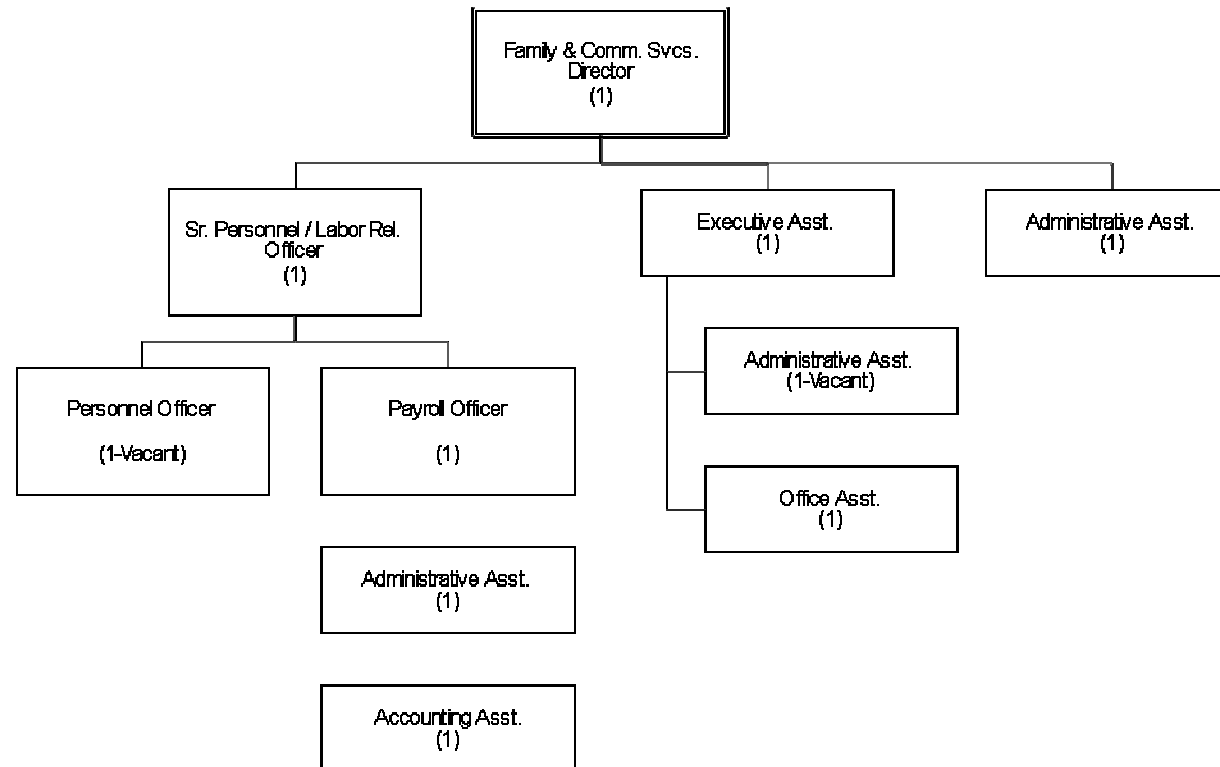 Family & Comm. Svcs.
Director
(1)
Sr. Personnel / Labor Rel.
Officer
(1)
Executive Asst.
(1)
Administrative Asst.
(1)
Personnel Officer
(1-Vacant)
Payroll Officer
(1)
Administrative Asst.
(1-Vacant)
Office Asst.
(1)
Administrative Asst.
(1)
Accounting Asst.
(1)